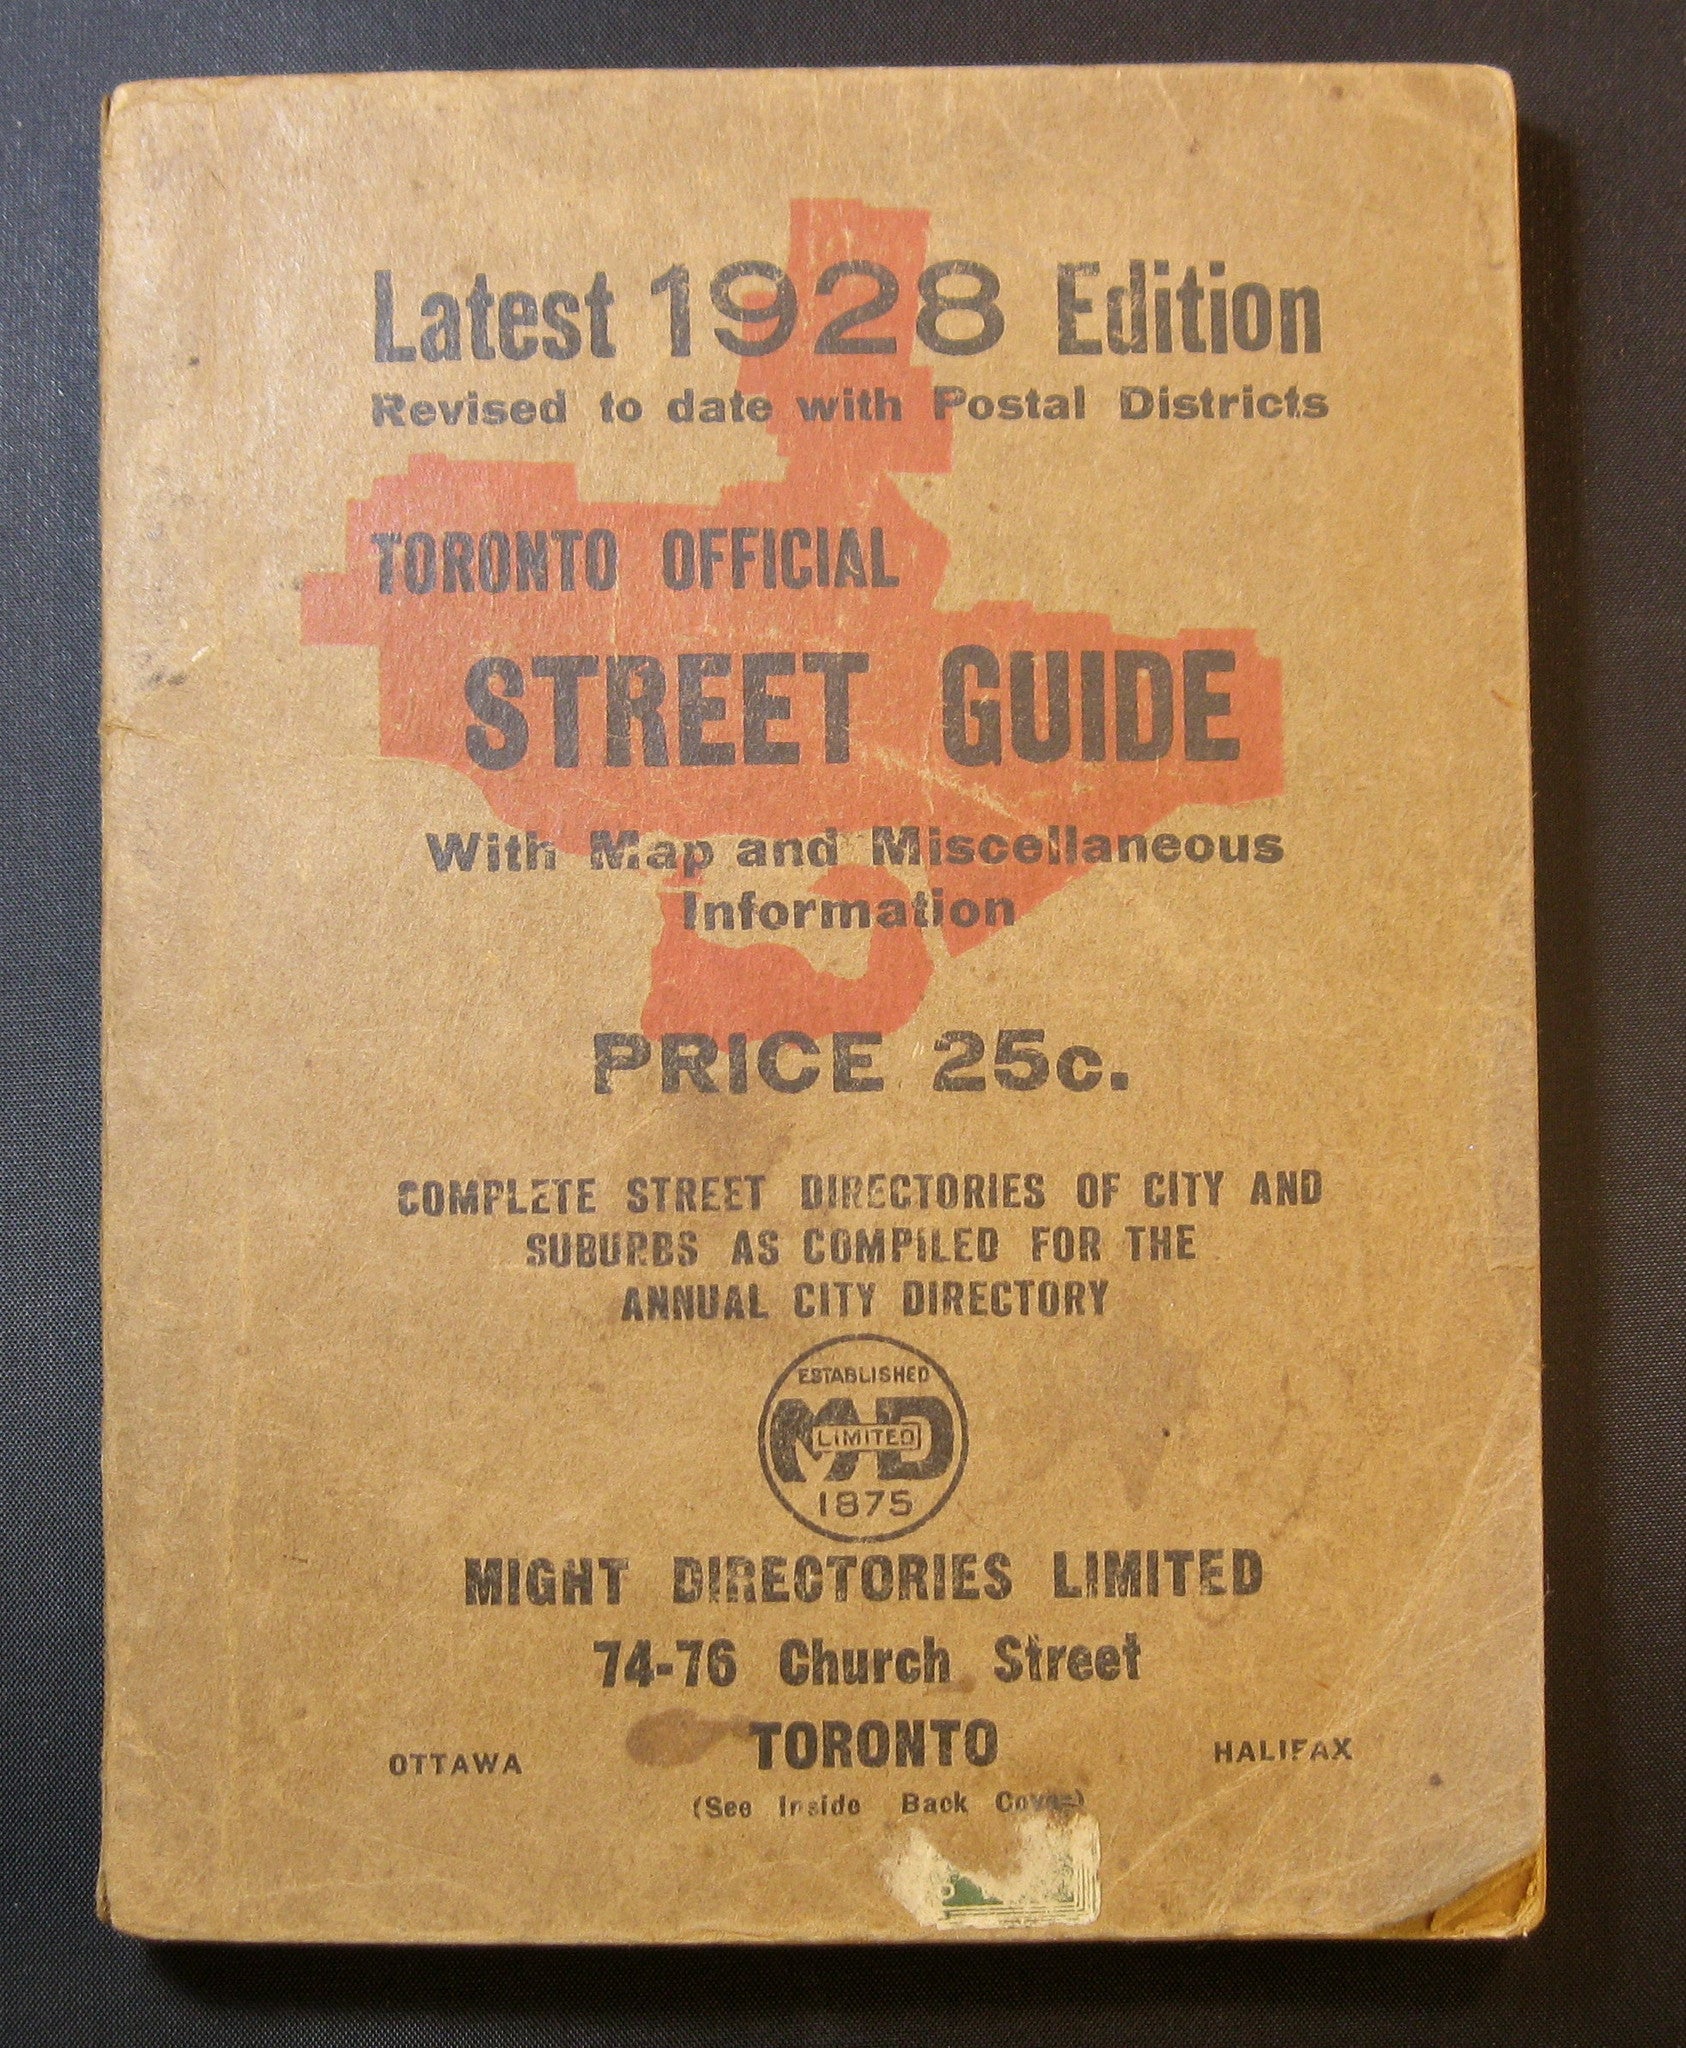 Latest 1928 Edition
Revised to date with Postal Districts
TORONTO OFFICIAL
STREET GUIDE
With Map and Miscellaneous
Information
PRICE 25c.
COMPLETE STREET DIRECTORIES OF CITY AND
SUBURBS AS COMPILED FOR THE
ANNUAL CITY DIRECTORY
ESTABLISHED
MD
LIMITED
1875
MIGHT DIRECTORIES LIMITED
74-76 Church Street
TORONTO
OTTAWA
HALIFAX
(See Inside Back Cover)